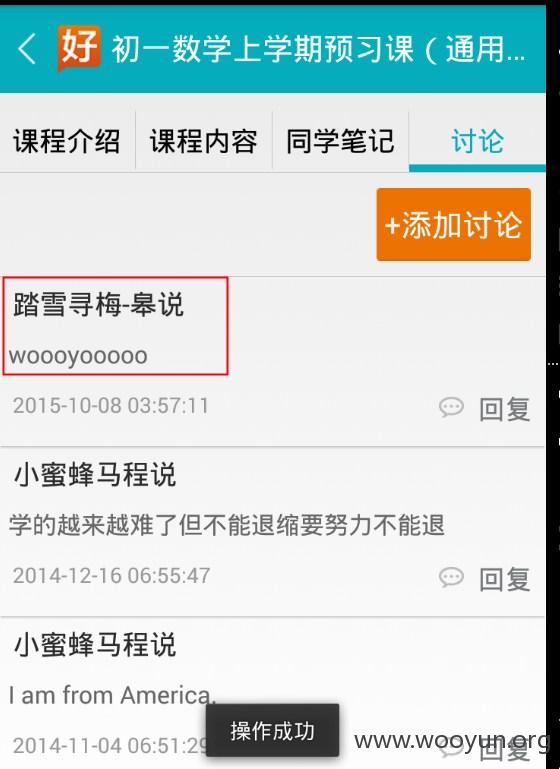 好 初一数学上学期预习课（通用...
课程介绍 课程内容 同学笔记 讨论
+添加讨论
踏雪寻梅-皋说
woooyooooo
2015-10-08 03:57:11 回复
小蜜蜂马程说
学的越来越难了但不能退缩要努力不能退
2014-12-16 06:55:47 回复
小蜜蜂马程说
I am from America.
操作成功
2014-11-04 06:51:29 回复
www.wooyun.org